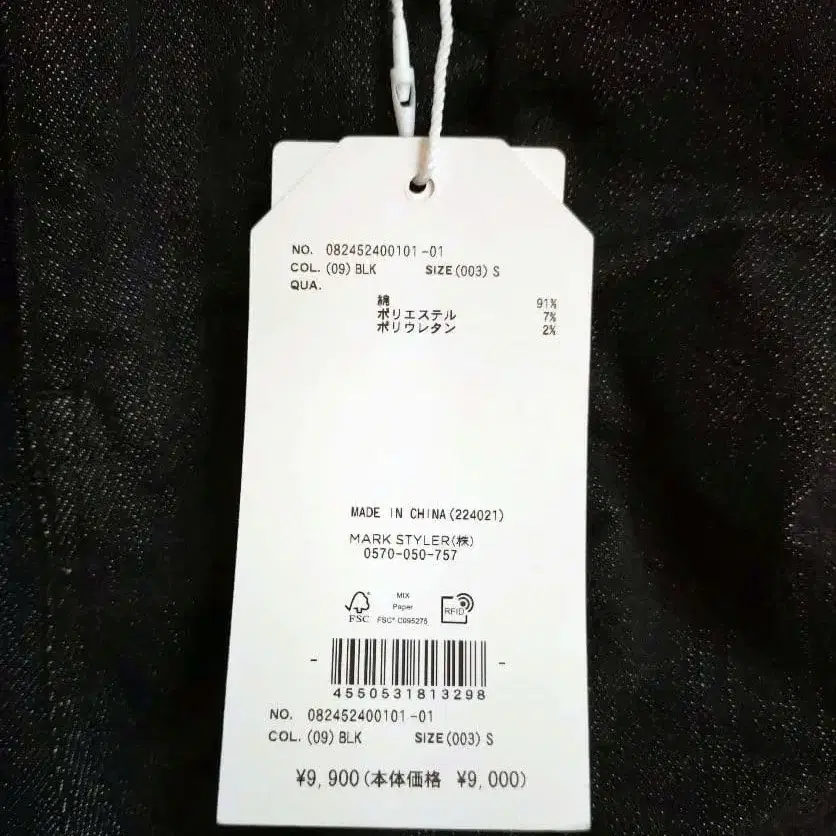 NO. 082452400101-01
COL. (09) BLK SIZE(003) S
QUA.
綿 91%
ポリエステル 7%
ポリウレタン 2%
MADE IN CHINA(224021)
MARK STYLER(株)
0570-050-757
MIX
Paper
FSC FSC® C095275
RFID
4550531813298
NO. 082452400101-01
COL. (09) BLK SIZE(003) S
¥9,900(本体価格 ¥9,000)